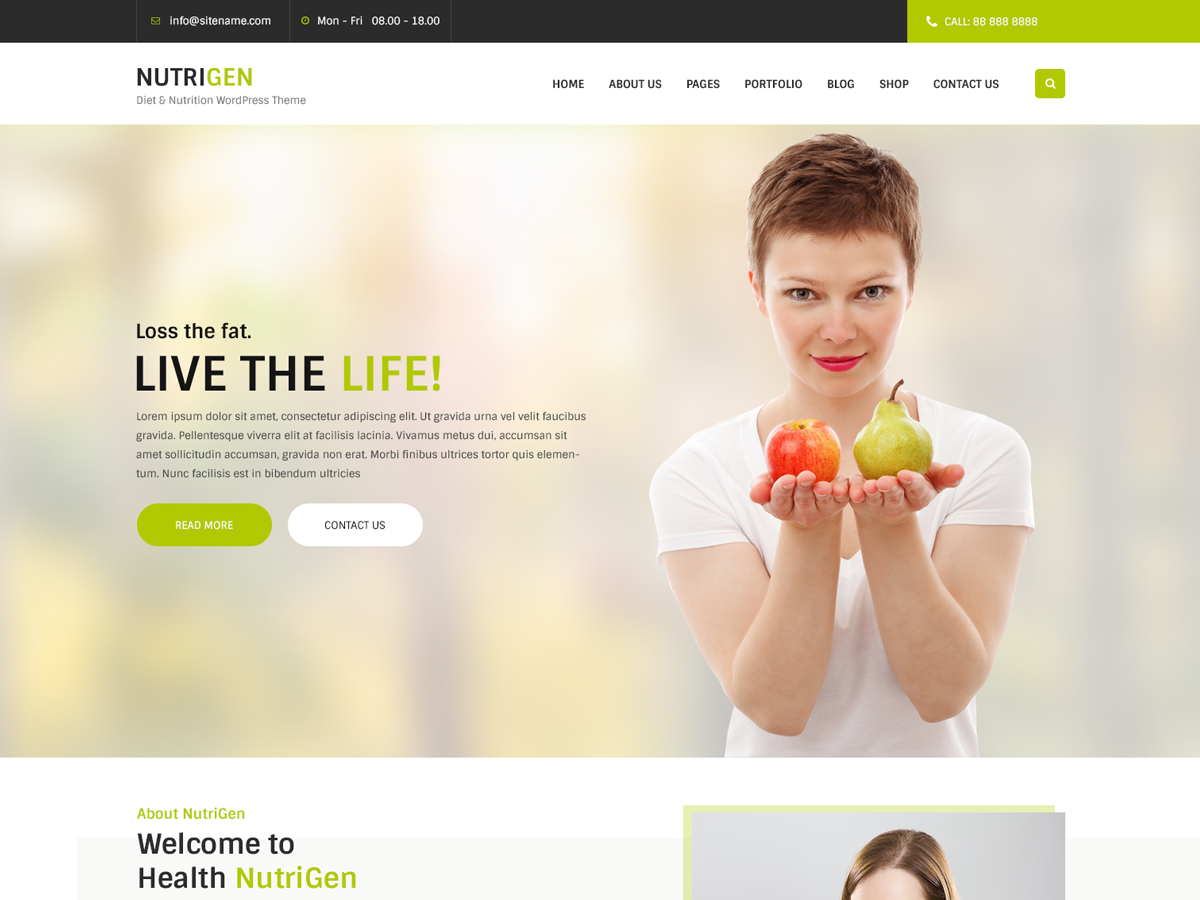 info@sitename.com
Mon - Fri 08.00 - 18.00
CALL: 88 888 8888
NUTRIGEN
Diet & Nutrition WordPress Theme
HOME ABOUT US PAGES PORTFOLIO BLOG SHOP CONTACT US
Loss the fat.
LIVE THE LIFE!
Lorem ipsum dolor sit amet, consectetur adipiscing elit. Ut gravida urna vel velit faucibus
gravida. Pellentesque viverra elit at facilisis lacinia. Vivamus metus dui, accumsan sit
amet sollicitudin accumsan, gravida non erat. Morbi finibus ultrices tortor quis elemen-
tum. Nunc facilisis est in bibendum ultricies
READ MORE
CONTACT US
About NutriGen
Welcome to
Health NutriGen